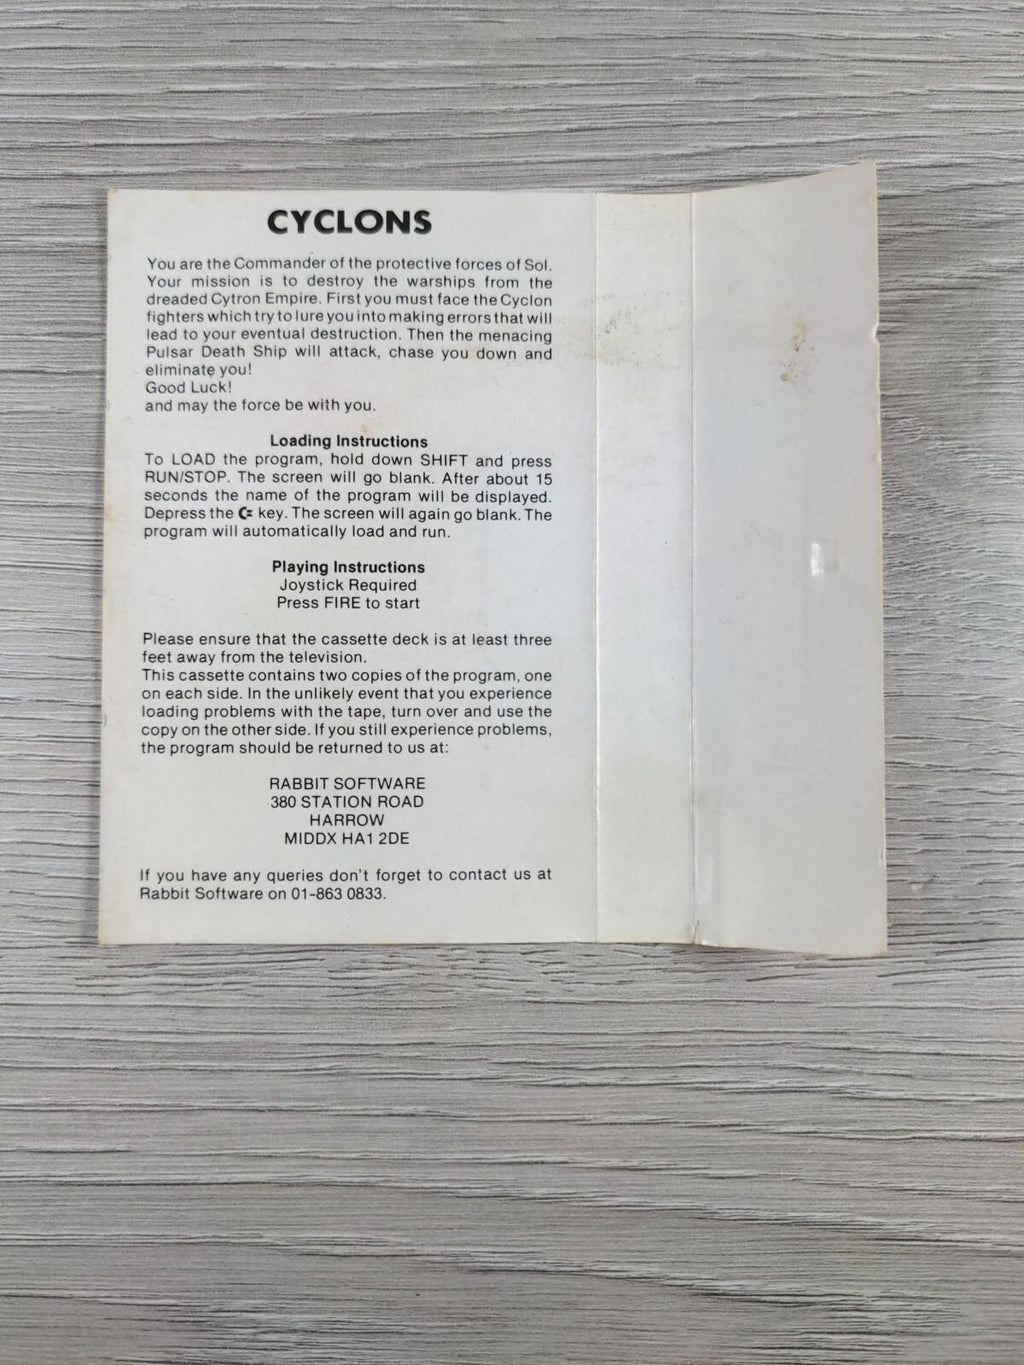 CYCLONS
You are the Commander of the protective forces of Sol.
Your mission is to destroy the warships from the
dreaded Cytron Empire. First you must face the Cyclon
fighters which try to lure you into making errors that will
lead to your eventual destruction. Then the menacing
Pulsar Death Ship will attack, chase you down and
eliminate you!
Good Luck!
and may the force be with you.
Loading Instructions
To LOAD the program, hold down SHIFT and press
RUN/STOP. The screen will go blank. After about 15
seconds the name of the program will be displayed.
Depress the C= key. The screen will again go blank. The
program will automatically load and run.
Playing Instructions
Joystick Required
Press FIRE to start
Please ensure that the cassette deck is at least three
feet away from the television.
This cassette contains two copies of the program, one
on each side. In the unlikely event that you experience
loading problems with the tape, turn over and use the
copy on the other side. If you still experience problems,
the program should be returned to us at:
RABBIT SOFTWARE
380 STATION ROAD
HARROW
MIDDX HA1 2DE
If you have any queries don't forget to contact us at
Rabbit Software on 01-863 0833.